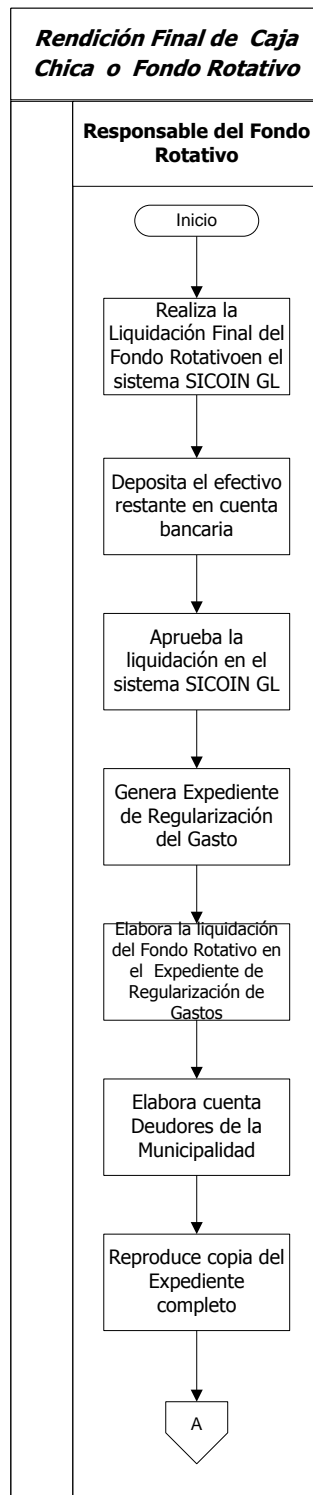 Rendición Final de Caja
Chica o Fondo Rotativo
Responsable del Fondo
Rotativo
Inicio
Realiza la
Liquidación Final del
Fondo Rotativoen el
sistema SICOIN GL
Deposita el efectivo
restante en cuenta
bancaria
Aprueba la
liquidación en el
sistema SICOIN GL
Genera Expediente
de Regularización
del Gasto
Elabora la liquidación
del Fondo Rotativo en
el Expediente de
Regularización de
Gastos
Elabora cuenta
Deudores de la
Municipalidad
Reproduce copia del
Expediente
completo
A